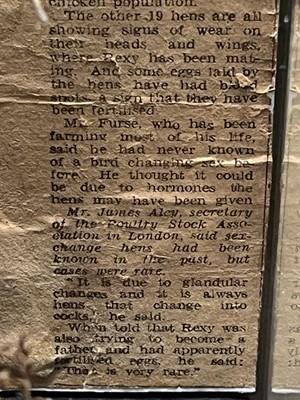 chicken population.
The other 19 hens are all
showing signs of wear on
their heads and wings,
where Rexy has been mat-
ing. And some eggs laid by
the hens have had blood
spots, a sign that they have
been fertilised.
Mr. Furse, who has been
farming most of his life,
said he had never known
of a bird changing sex be-
fore. He thought it could
be due to hormones the
hens may have been given
Mr. James Alcy, secretary
of the Poultry Stock Asso-
ciation in London, said sex-
change hens had been
known in the past, but
cases were rare.
"It is due to glandular
changes and it is always
hens that change into
cocks," he said.
When told that Rexy was
also trying to become a
father and had apparently
fertilised eggs, he said:
"That is very rare."